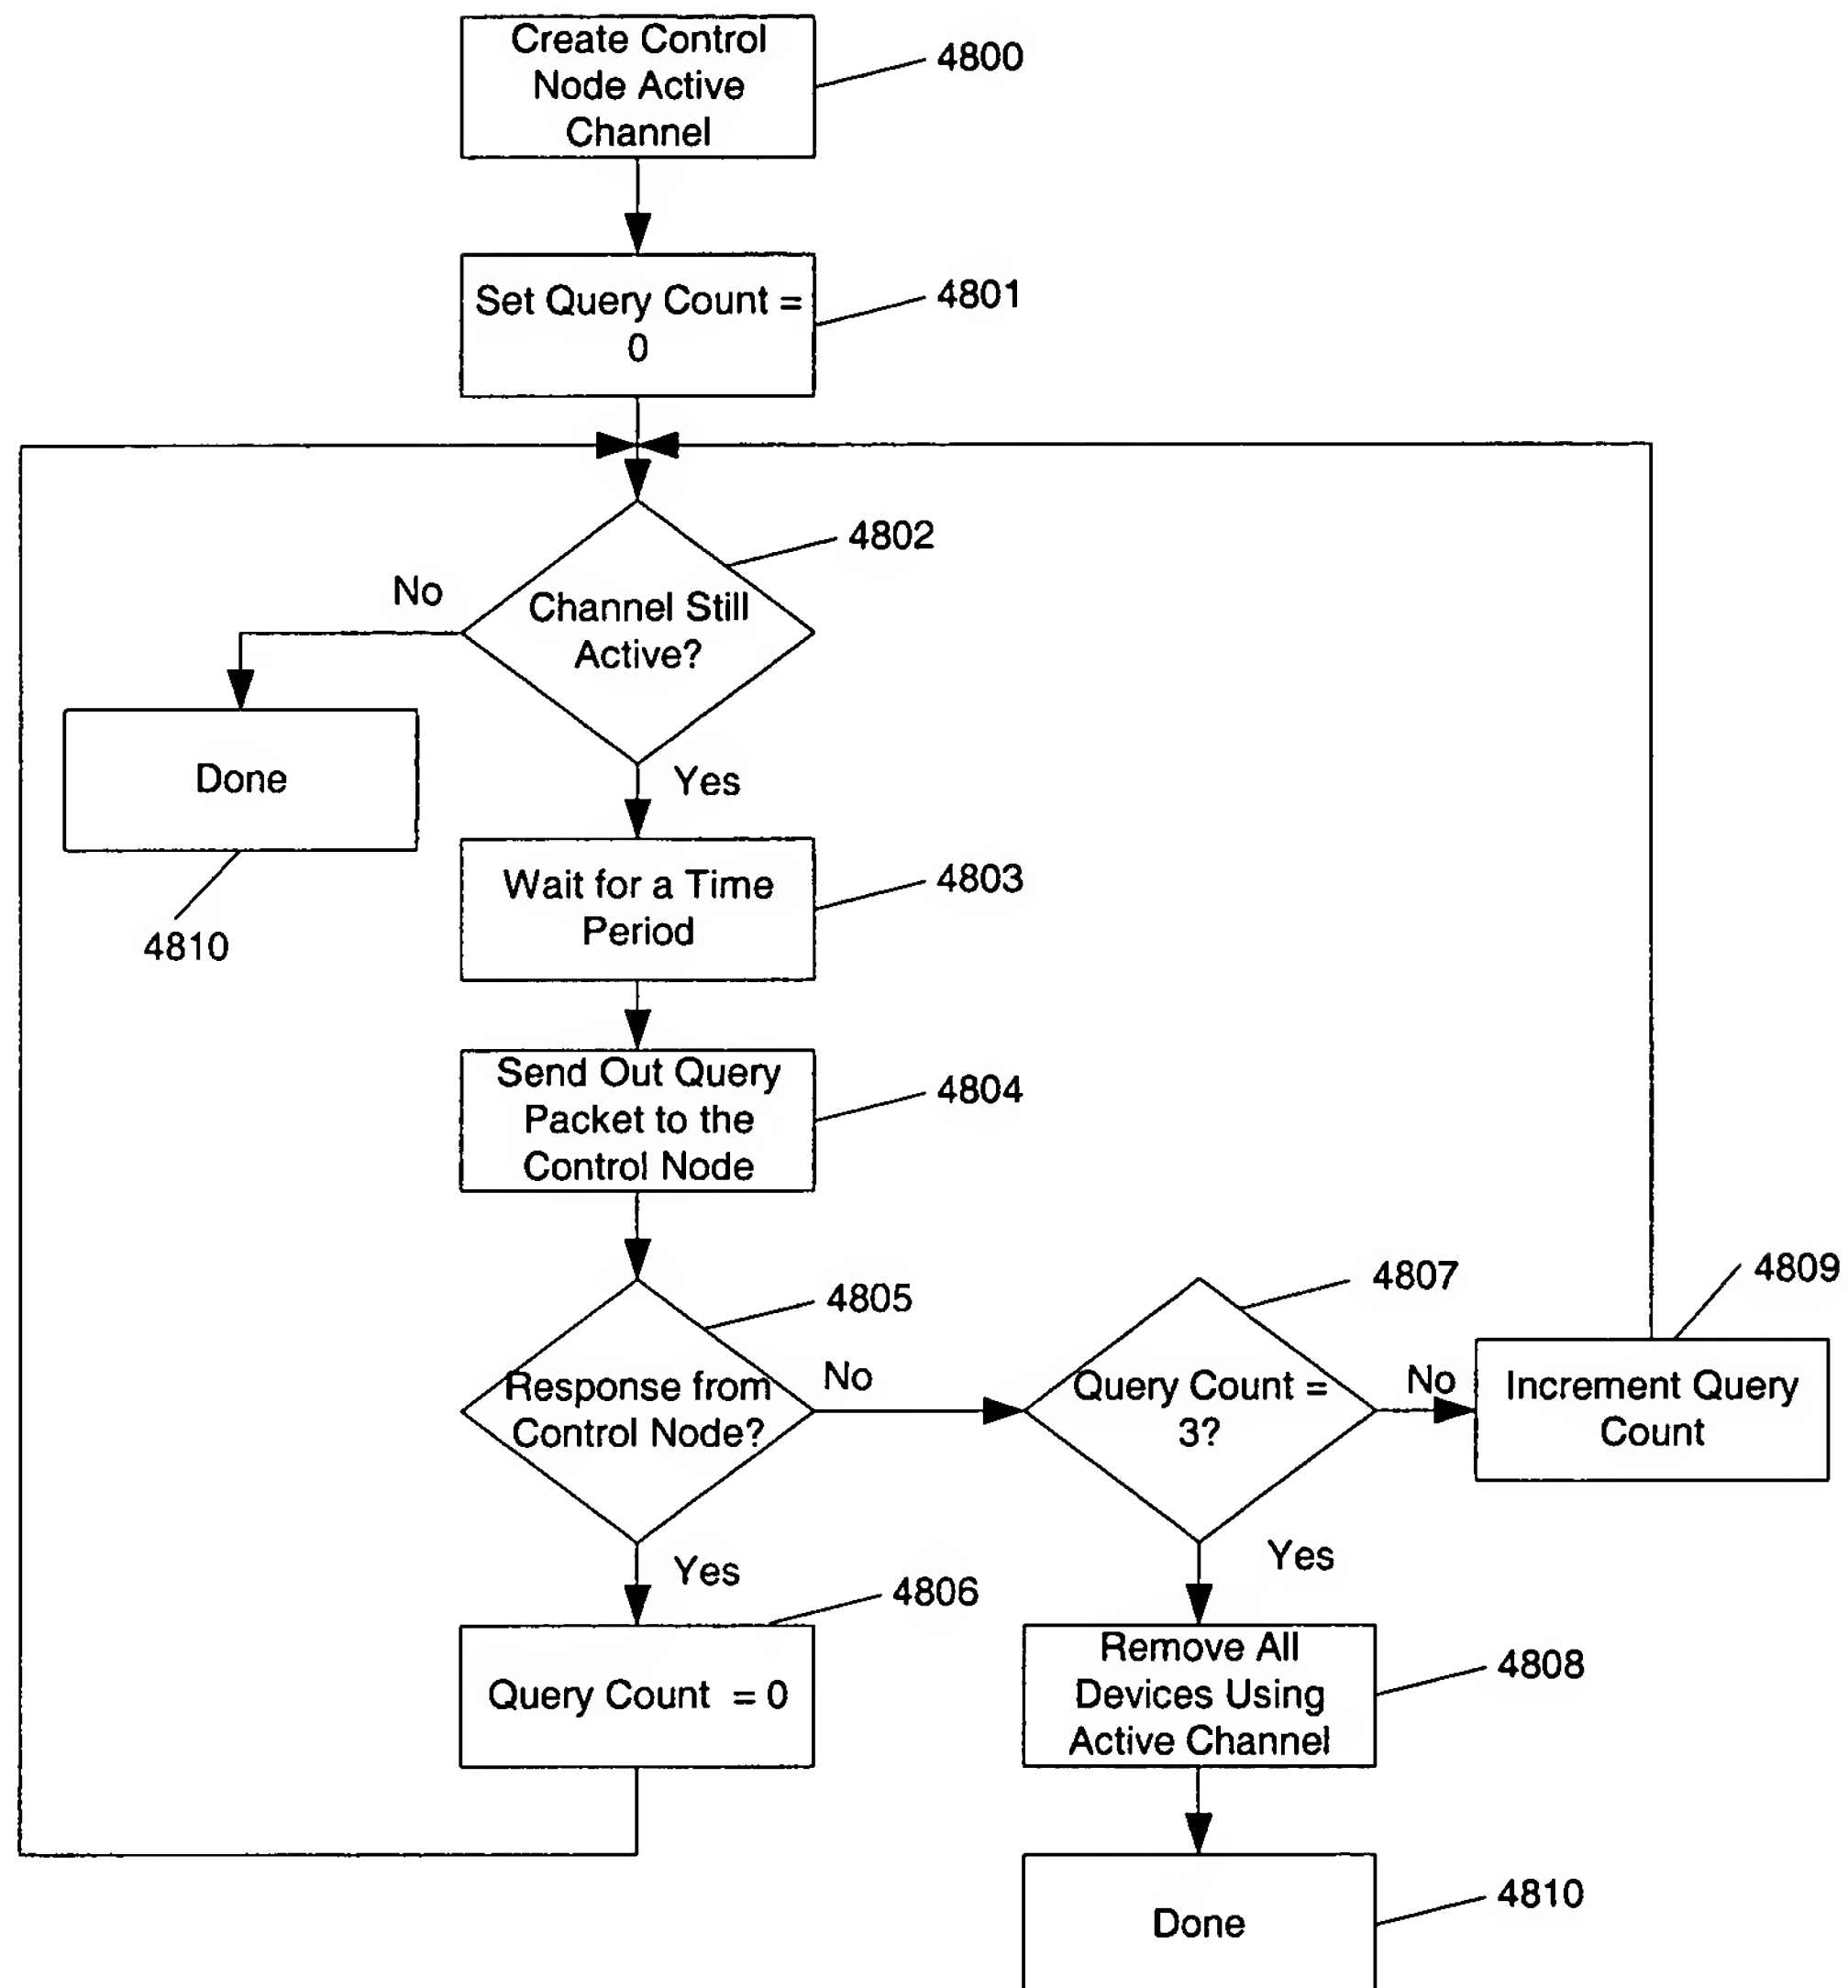 Create Control
Node Active
Channel
4800
Set Query Count =
0
4801
4802
No
Channel Still
Active?
Done
Yes
4810
Wait for a Time
Period
4803
Send Out Query
Packet to the
Control Node
4804
4805
Response from
Control Node?
No
4807
Query Count =
3?
No
4809
Increment Query
Count
Yes
Yes
4806
Query Count = 0
Remove All
Devices Using
Active Channel
4808
Done
4810